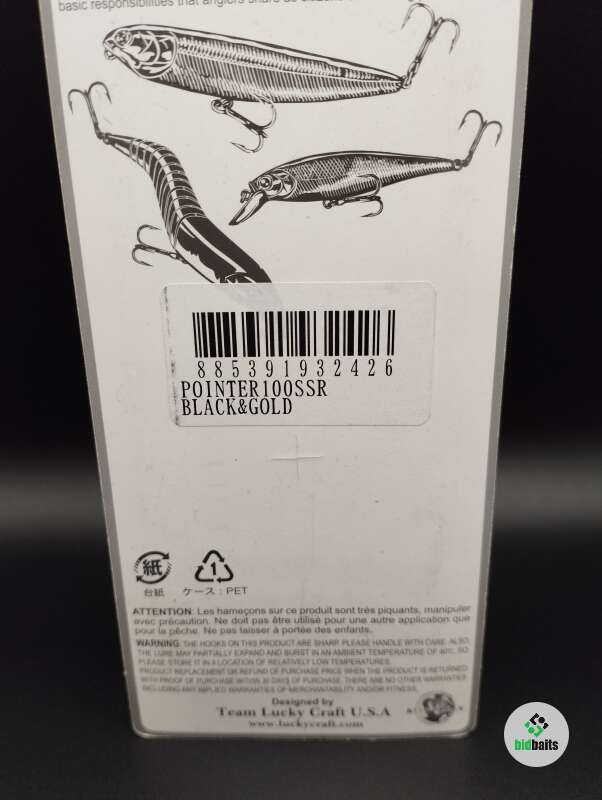 basic responsibilities that anglers share as
885391932426
POINTER100SSR
BLACK&GOLD
紙
1
台紙
ケース：PET
ATTENTION: Les hameçons sur ce produit sont très piquants, manipuler
avec précaution. Ne doit pas être utilisé pour une autre application que
pour la pêche. Ne pas laisser à portée des enfants.
WARNING: THE HOOKS ON THIS PRODUCT ARE SHARP. PLEASE HANDLE WITH CARE. ALSO,
THE LURE MAY PARTIALLY EXPAND AND BURST IN AN AMBIENT TEMPERATURE OF 40℃, SO
PLEASE STORE IT IN A LOCATION OF RELATIVELY LOW TEMPERATURES.
PRODUCT REPLACEMENT OR REFUND OF PURCHASE PRICE WHEN THE PRODUCT IS RETURNED
WITH PROOF OF PURCHASE WITHIN 30 DAYS OF PURCHASE. THERE ARE NO OTHER WARRANTIES
INCLUDING ANY IMPLIED WARRANTIES OF MERCHANTABILITY AND/OR FITNESS.
Designed by
Team Lucky Craft U.S.A
www.luckycraft.com
bidbaits